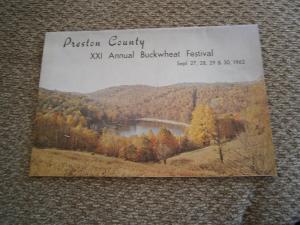 Preston County
XXI Annual Buckwheat Festival
Sept. 27, 28, 29 & 30, 1962